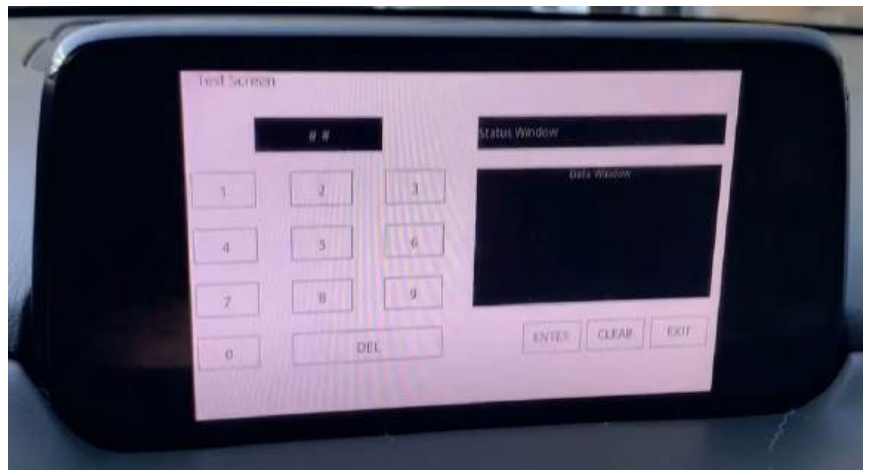 Test Screen
# #
Status Window
Data Window
1 2 3
4 5 6
7 8 9
0 DEL
ENTER CLEAR EXIT